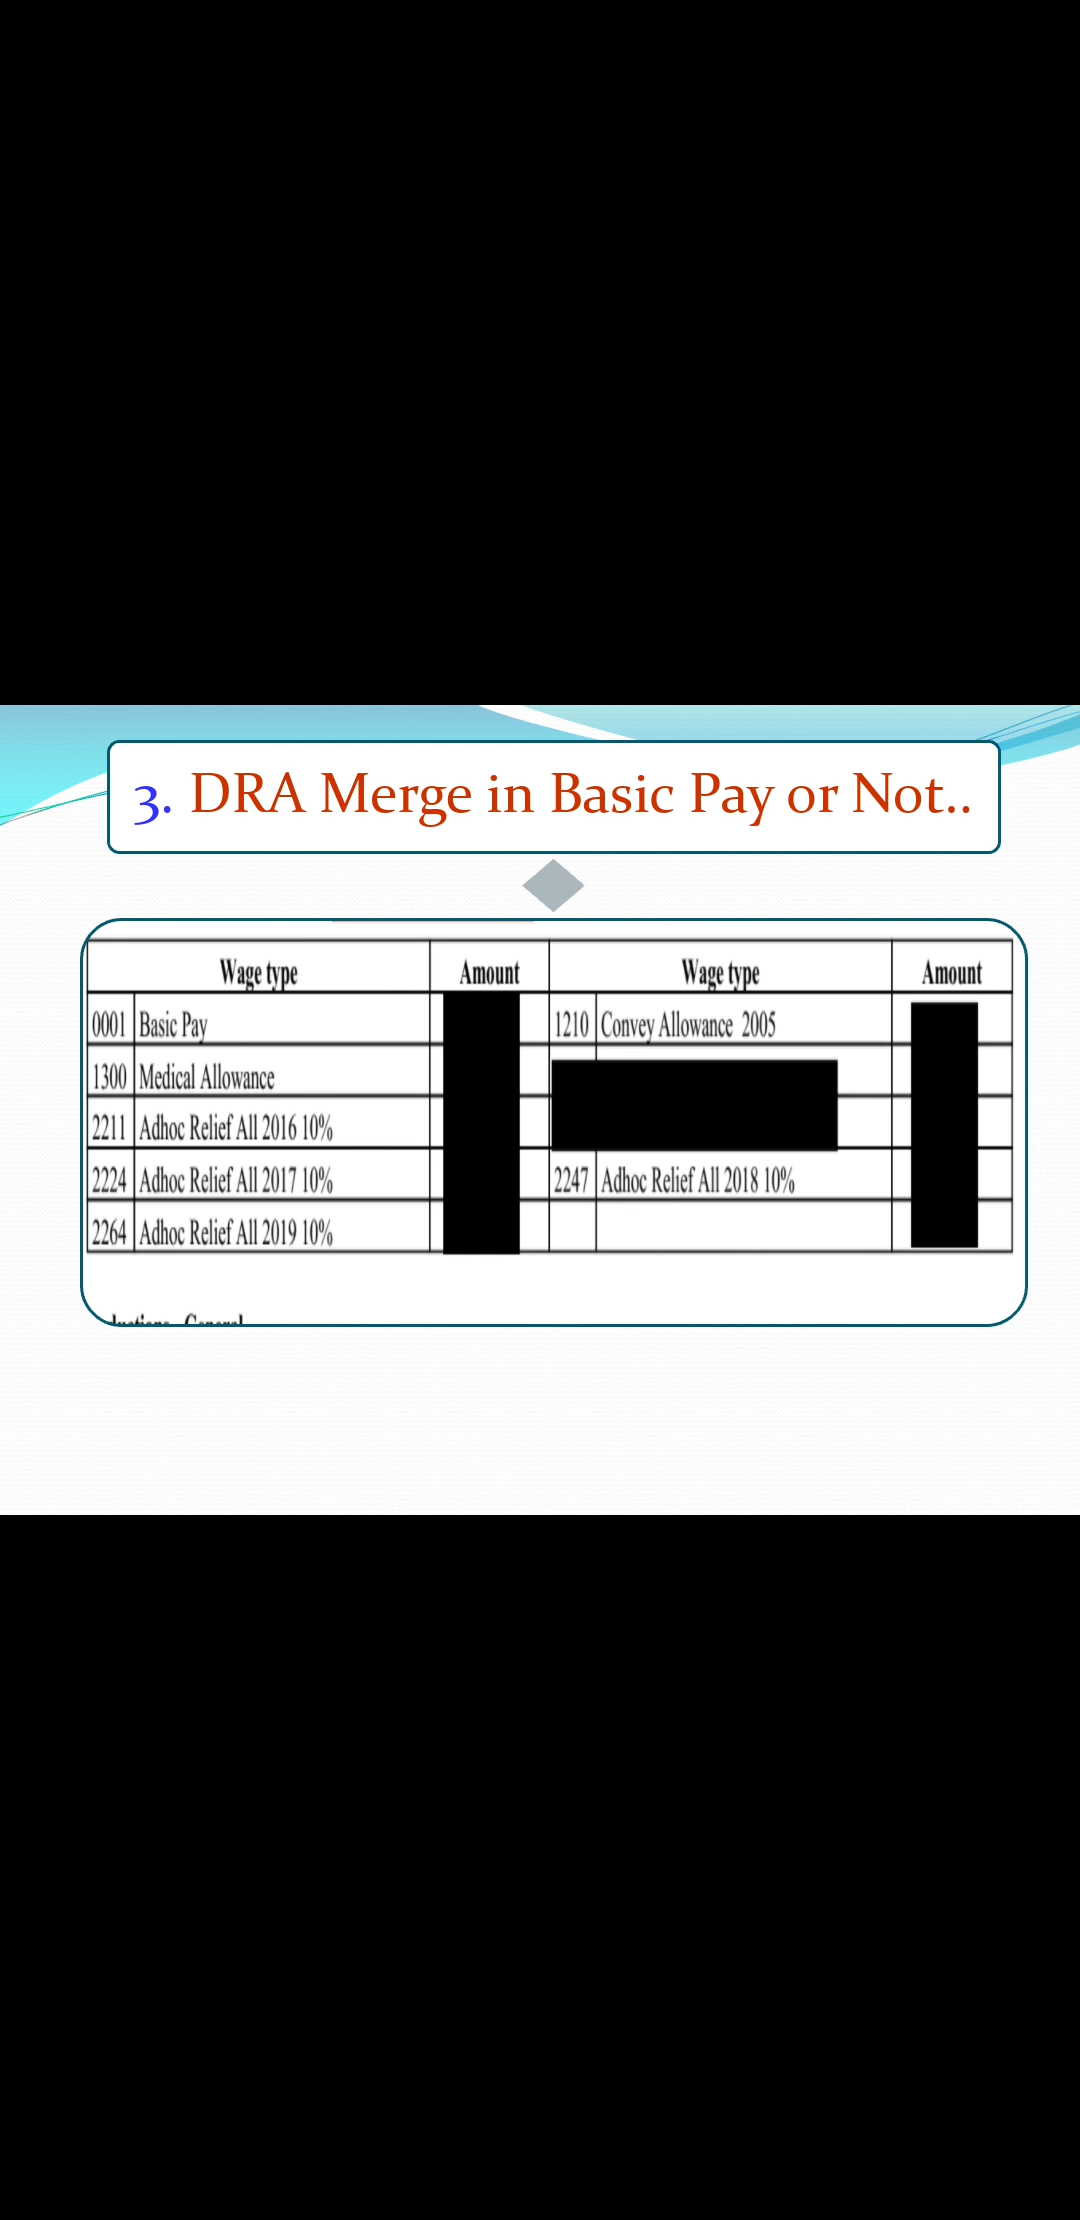 3. DRA Merge in Basic Pay or Not..
Wage type Amount Wage type Amount
0001 Basic Pay 1210 Convey Allowance 2005
1300 Medical Allowance
2211 Adhoc Relief All 2016 10%
2224 Adhoc Relief All 2017 10% 2247 Adhoc Relief All 2018 10%
2264 Adhoc Relief All 2019 10%